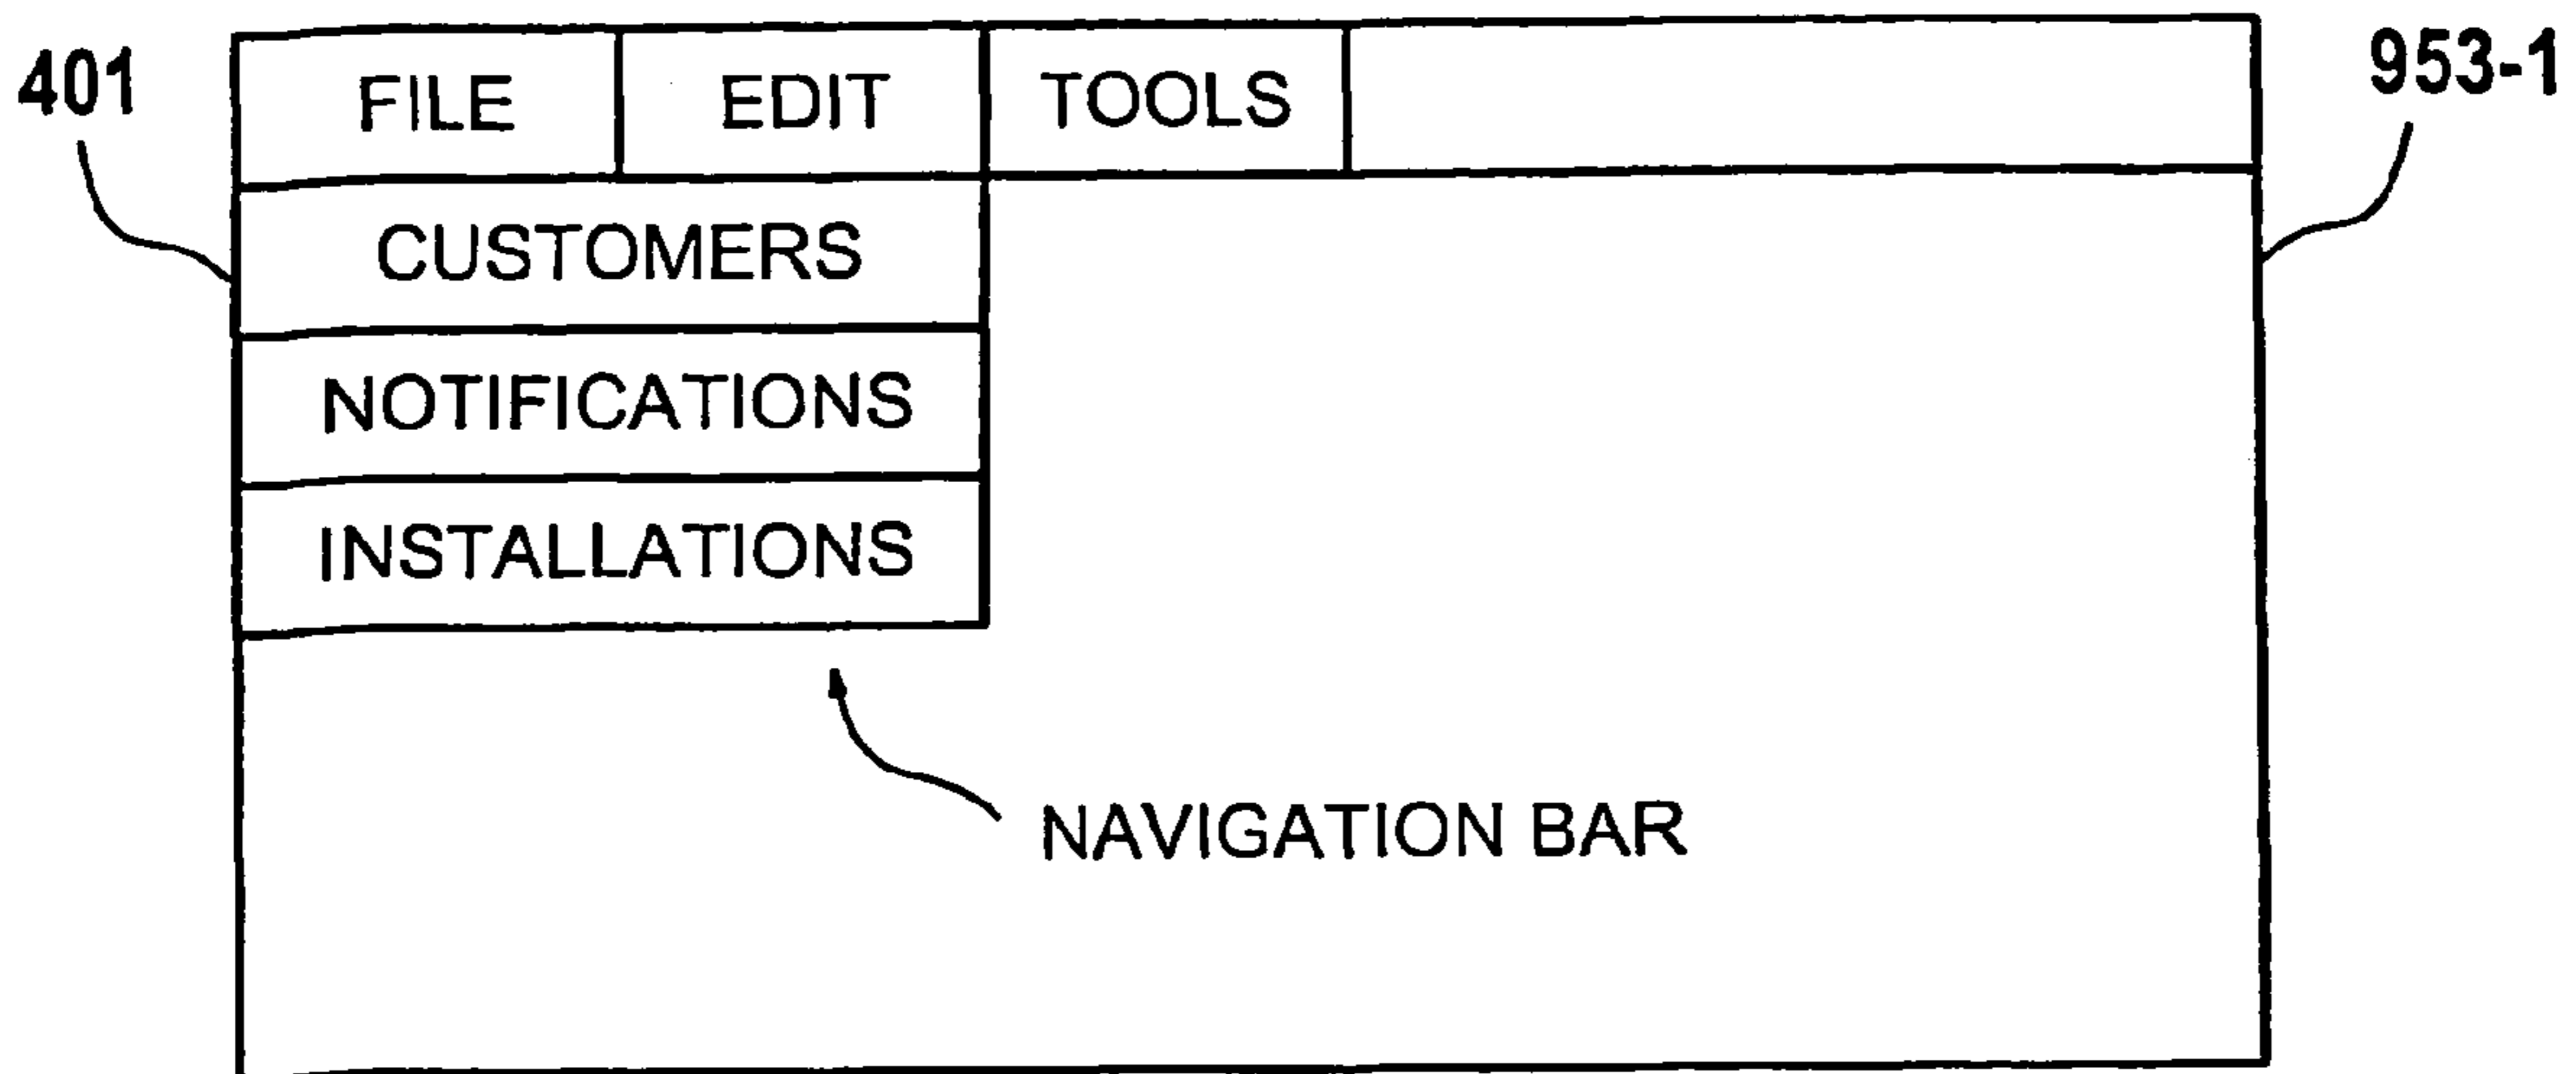 401
953-1
FILE EDIT TOOLS
CUSTOMERS
NOTIFICATIONS
INSTALLATIONS
NAVIGATION BAR